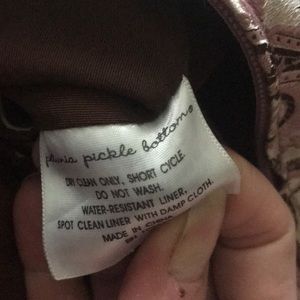 pickle bottom
DRY CLEAN ONLY, SHORT CYCLE.
DO NOT WASH.
WATER-RESISTANT LINER,
SPOT CLEAN LINER WITH DAMP CLOTH.
MADE IN CHINA